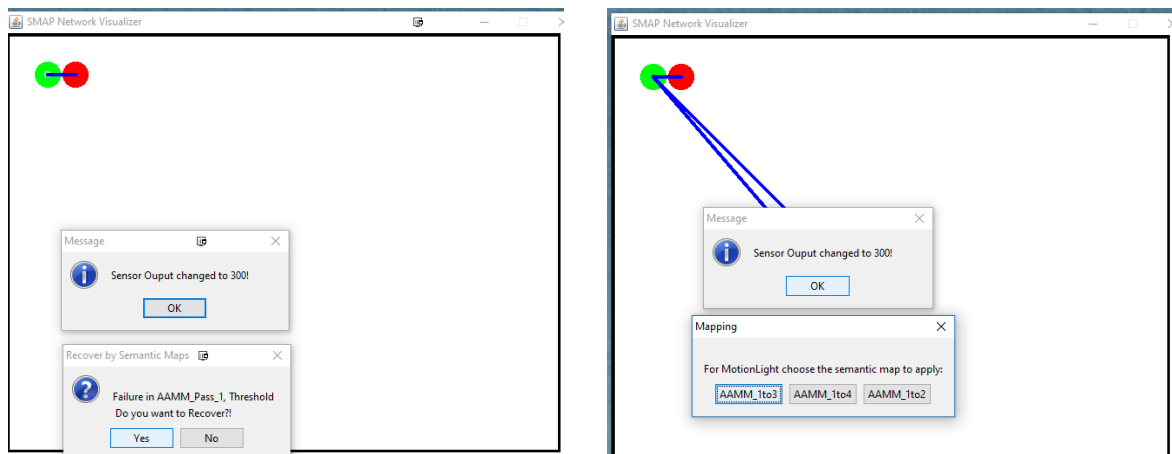 SMAP Network Visualizer
Message
Sensor Ouput changed to 300!
OK
Recover by Semantic Maps
Failure in AAMM_Pass_1, Threshold
Do you want to Recover?!
Yes No
SMAP Network Visualizer
Message
Sensor Ouput changed to 300!
OK
Mapping
For MotionLight choose the semantic map to apply:
AAMM_1to3 AAMM_1to4 AAMM_1to2